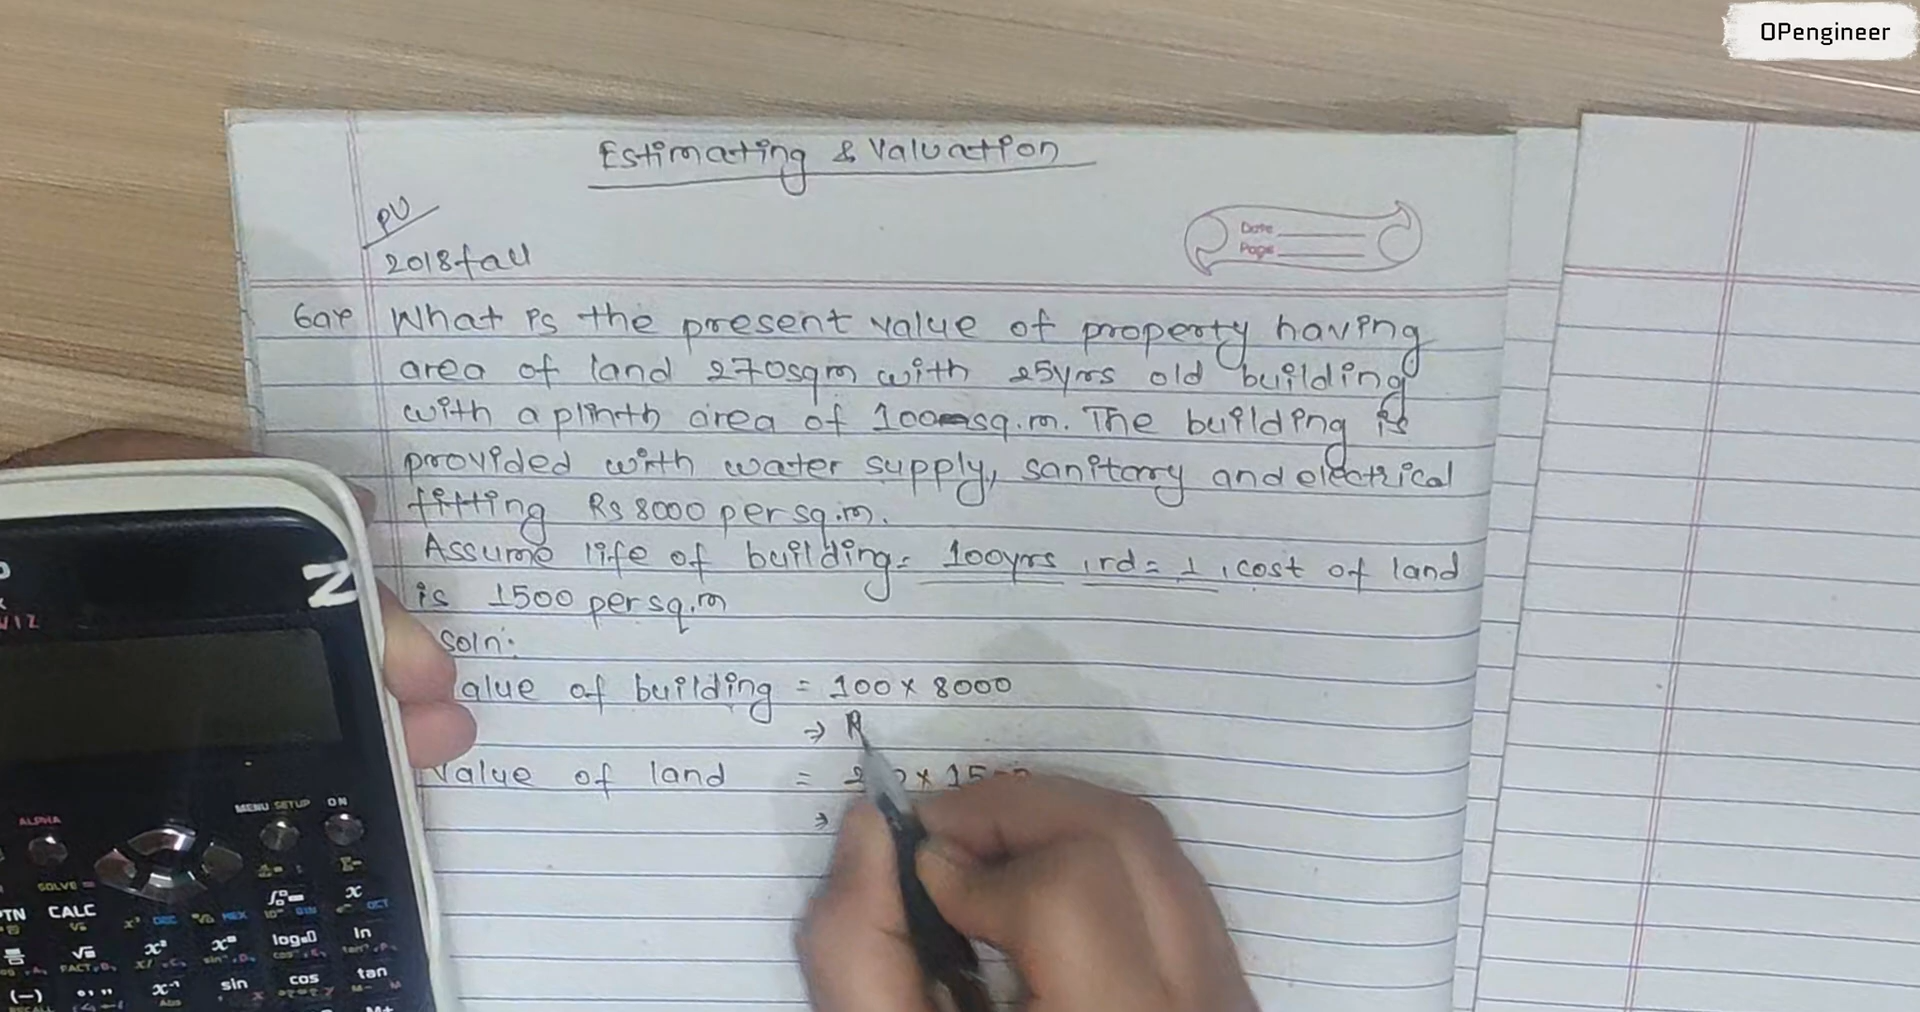 OPengineer
Estimating & Valuation
PU
2018 fall
Date
Page
What is the present value of property having
area of land 270sqm with 25yrs old building
with a plinth area of 100 sq.m. The building is
provided with water supply, sanitary and electrical
fitting Rs 8000 per sq.m.
Assume life of building = 100yrs , rd = 1 , cost of land
is 1500 per sq.m
soln:
alue of building = 100 × 8000
⇒ R
Value of land =
⇒
N
MENU SETUP ON
ALPHA
SOLVE =
CALC
x
log ln
(−) sin cos tan